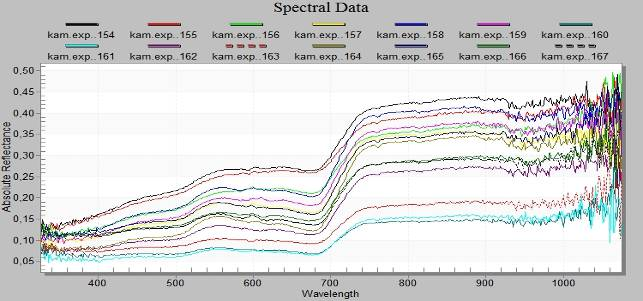 Spectral Data
kam.exp..154 kam.exp..155 kam.exp..156 kam.exp..157 kam.exp..158 kam.exp..159 kam.exp..160
kam.exp..161 kam.exp..162 kam.exp..163 kam.exp..164 kam.exp..165 kam.exp..166 kam.exp..167
0,50
0,45
0,40
0,35
0,30
0,25
0,20
0,15
0,10
0,05
Absolute Reflectance
400 500 600 700 800 900 1000
Wavelength